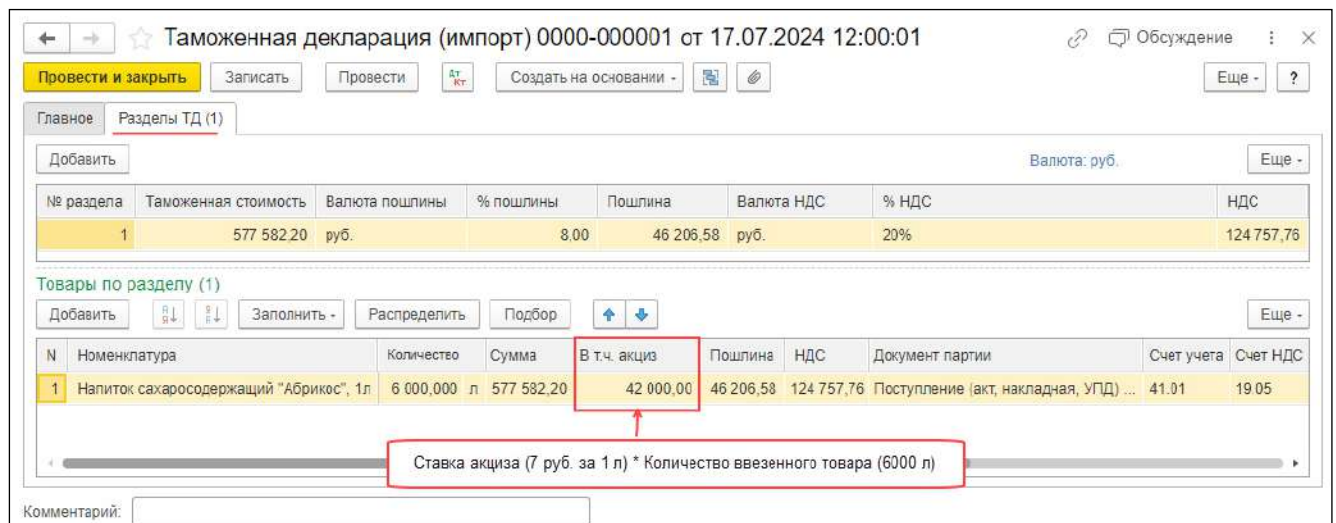 Таможенная декларация (импорт) 0000-000001 от 17.07.2024 12:00:01 Обсуждение
Провести и закрыть Записать Провести Дт Кт Создать на основании Еще ?
Главное Разделы ТД (1)
Добавить Валюта: руб. Еще
№ раздела Таможенная стоимость Валюта пошлины % пошлины Пошлина Валюта НДС % НДС НДС
1 577 582,20 руб. 8,00 46 206,58 руб. 20% 124 757,76
Товары по разделу (1)
Добавить Заполнить Распределить Подбор Еще
N Номенклатура Количество Сумма В т.ч. акциз Пошлина НДС Документ партии Счет учета Счет НДС
1 Напиток сахаросодержащий "Абрикос", 1л 6 000,000 л 577 582,20 42 000,00 46 206,58 124 757,76 Поступление (акт, накладная, УПД) ... 41.01 19.05
Ставка акциза (7 руб. за 1 л) * Количество ввезенного товара (6000 л)
Комментарий: